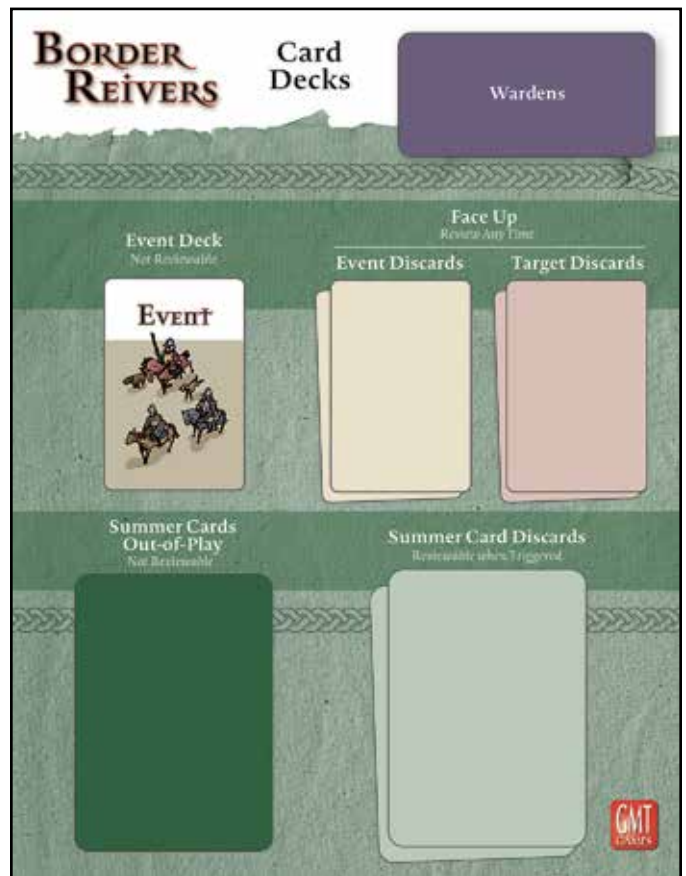 BORDER
REIVERS
Card
Decks
Wardens
Face Up
Review Any Time
Event Deck
Not Reviewable
Event Discards
Target Discards
EVENT
Summer Cards
Out-of-Play
Not Reviewable
Summer Card Discards
Reviewable when Triggered
GMT
GAMES